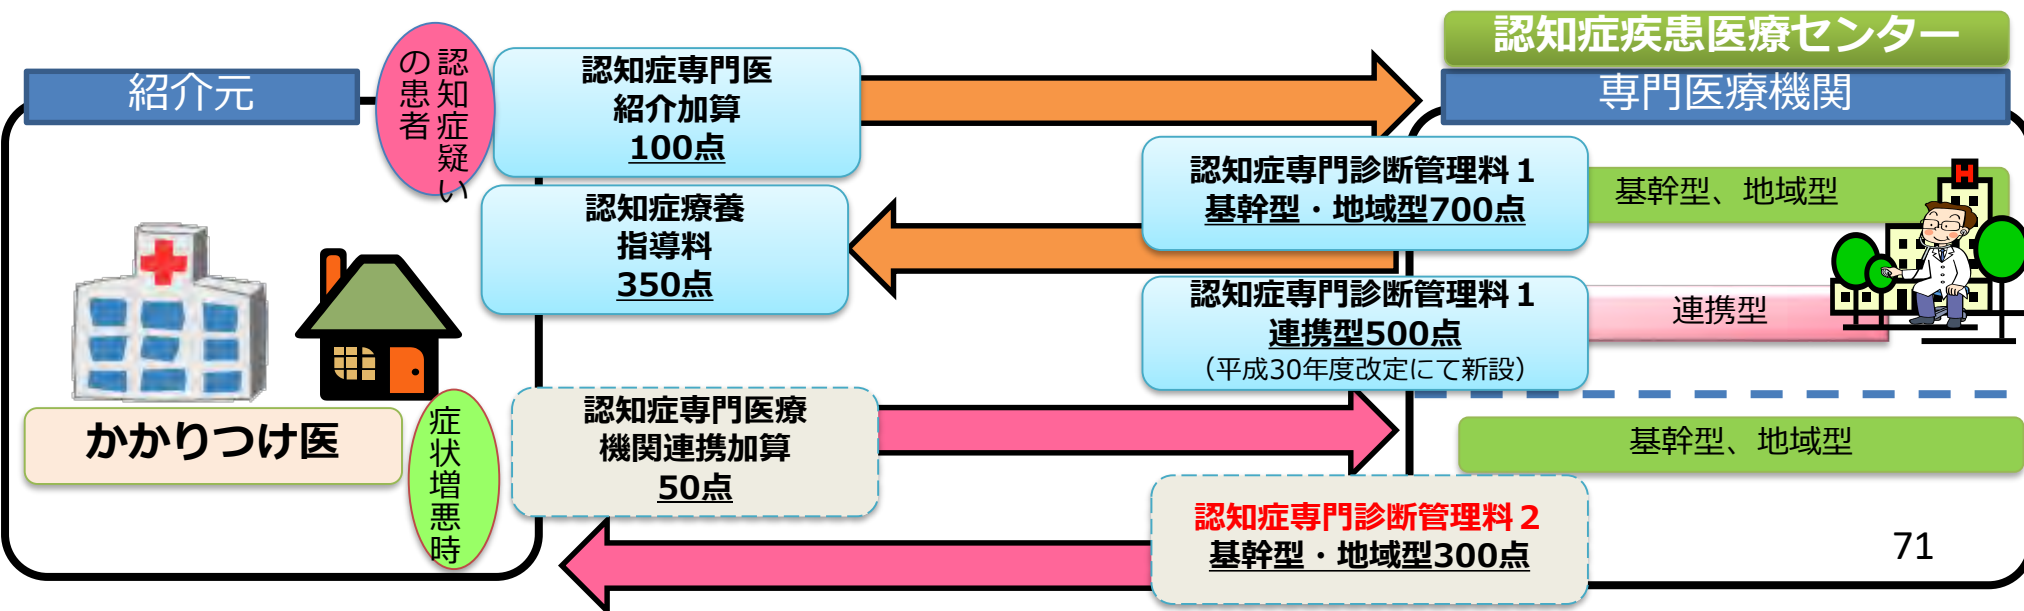 認知症疾患医療センター
紹介元
認知症疑い
の患者
認知症専門医
紹介加算
100点
専門医療機関
認知症専門診断管理料１
基幹型・地域型700点
基幹型、地域型
H
認知症療養
指導料
350点
認知症専門診断管理料１
連携型500点
（平成30年度改定にて新設）
連携型
かかりつけ医
症状増悪時
認知症専門医療
機関連携加算
50点
基幹型、地域型
認知症専門診断管理料２
基幹型・地域型300点
71